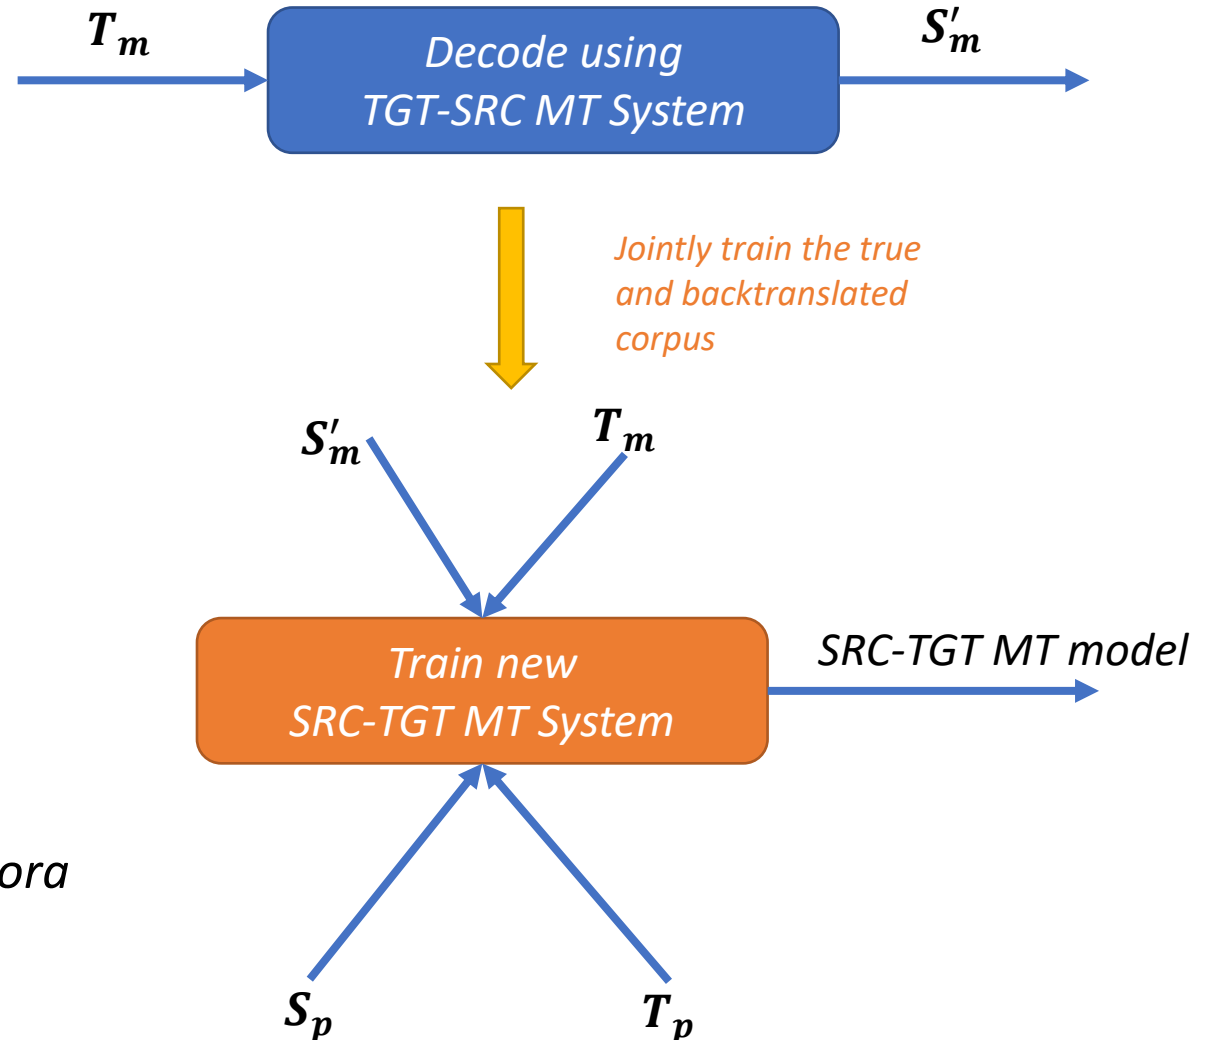 T_m
S'_m
Decode using
TGT-SRC MT System
Jointly train the true
and backtranslated
corpus
S'_m
T_m
Train new
SRC-TGT MT System
SRC-TGT MT model
ora
S_p
T_p